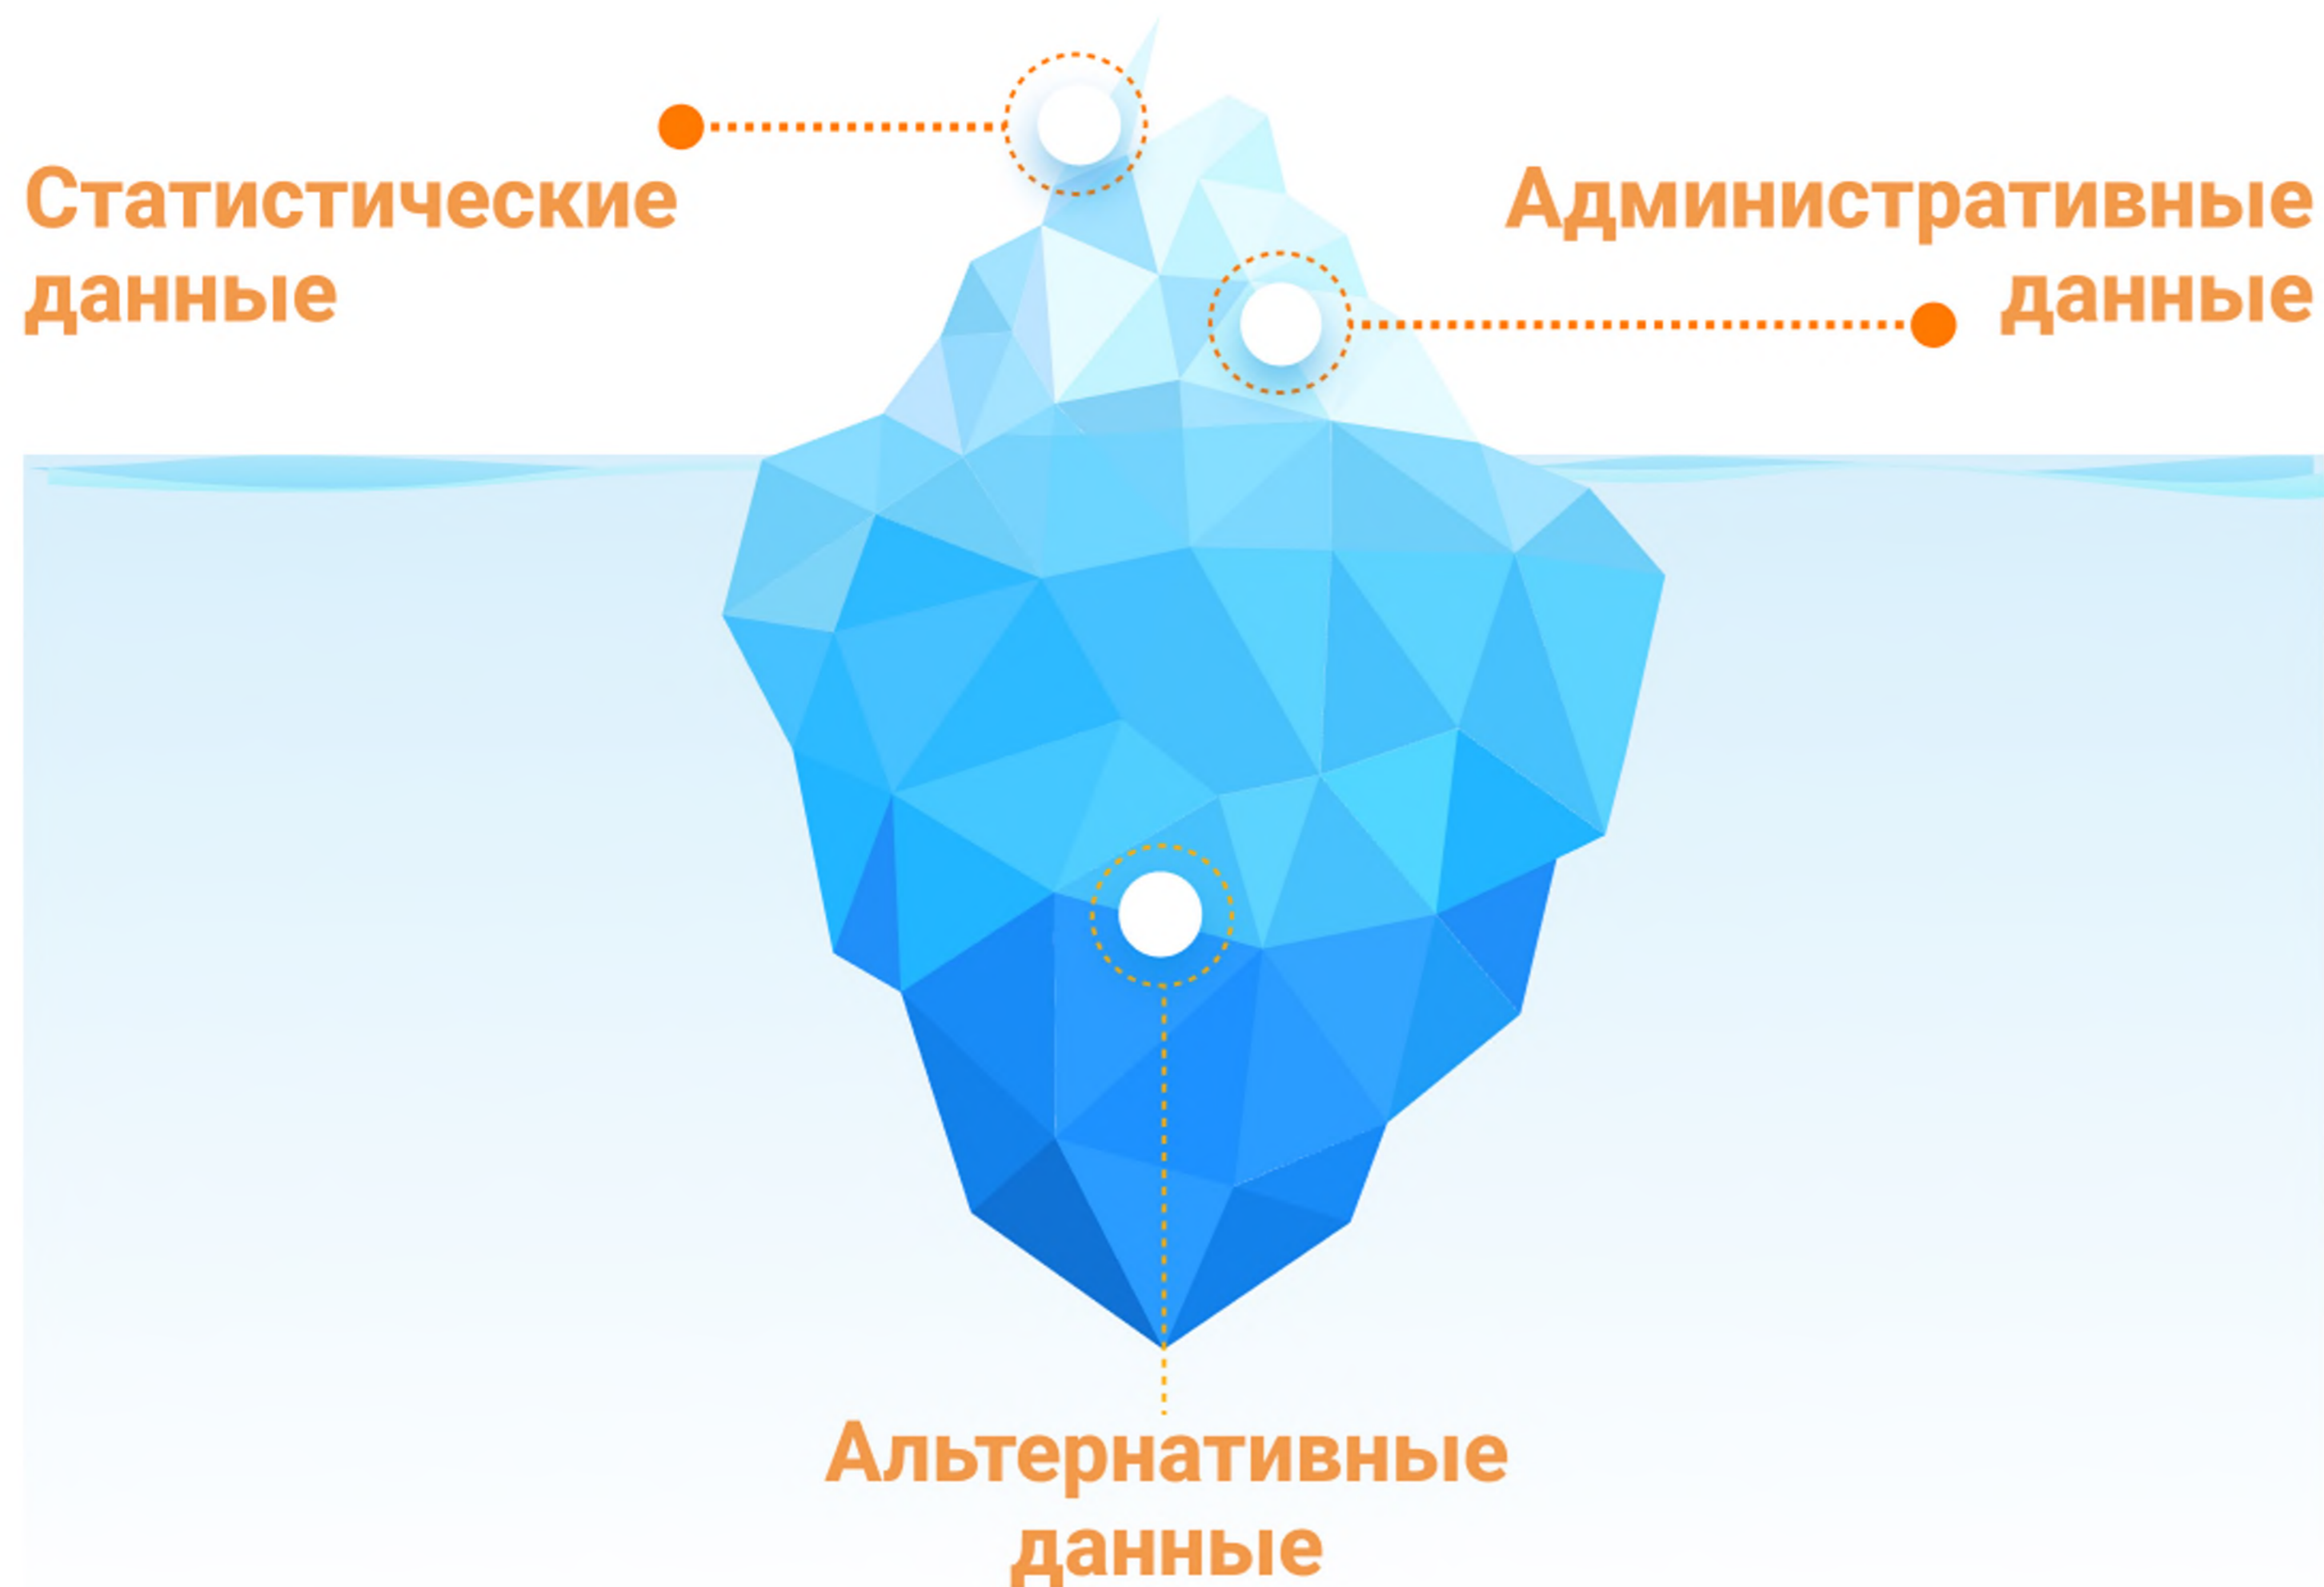 Статистические
данные
Административные
данные
Альтернативные
данные